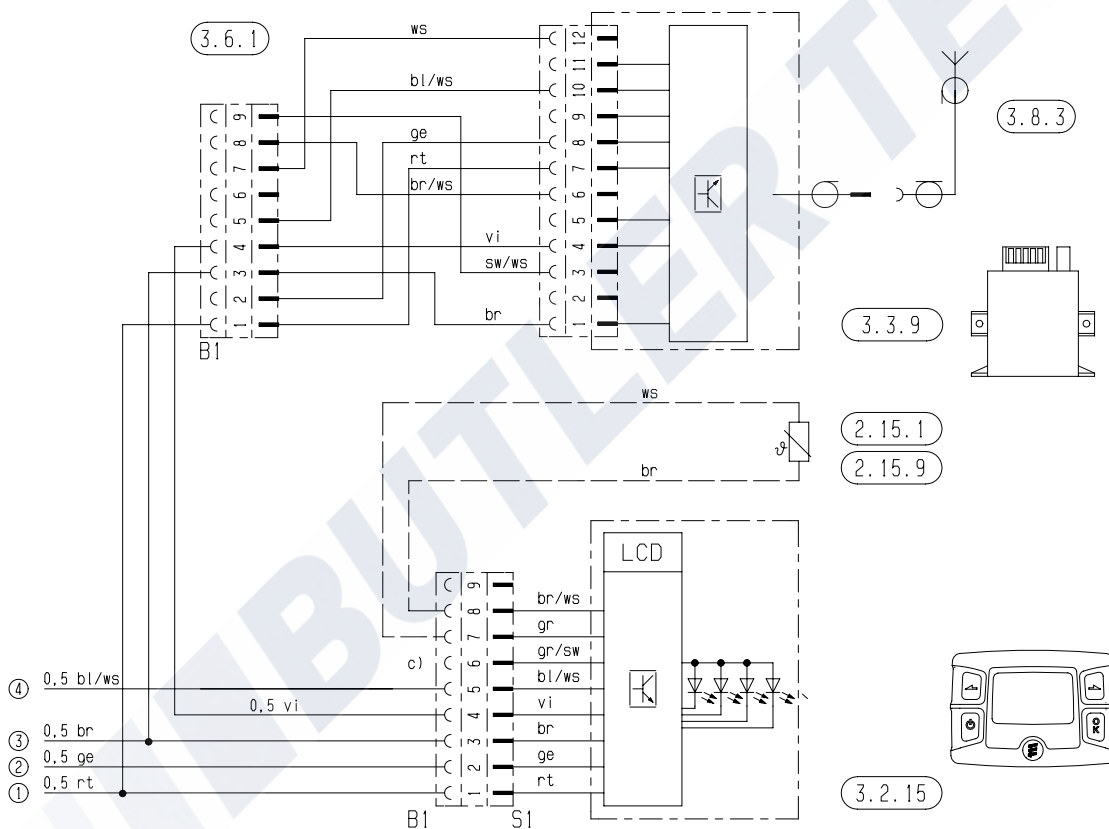 3.6.1
ws
bl/ws
ge
rt
br/ws
vi
sw/ws
br
9
8
7
6
5
4
3
2
1
B1
12
11
10
9
8
7
6
5
4
3
2
1
3.8.3
3.3.9
ws
ϑ
br
2.15.1
2.15.9
LCD
9
8
7
6
5
4
3
2
1
c)
br/ws
gr
gr/sw
bl/ws
vi
br
ge
rt
④ 0,5 bl/ws
0,5 vi
③ 0,5 br
② 0,5 ge
① 0,5 rt
B1 S1
OK
3.2.15
UNIBUTLER TE